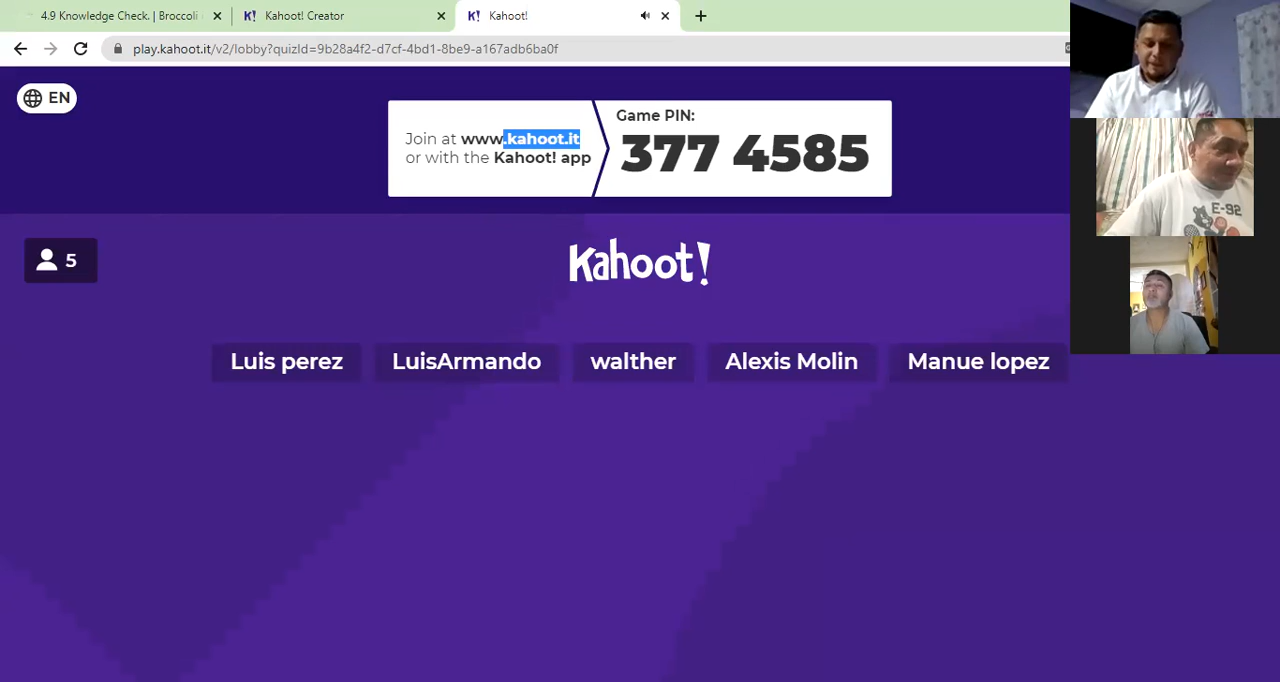 4.9 Knowledge Check. | Broccoli
Kahoot! Creator
Kahoot!
play.kahoot.it/v2/lobby?quizId=9b28a4f2-d7cf-4bd1-8be9-a167adb6ba0f
EN
Join at www.kahoot.it
or with the Kahoot! app
Game PIN:
377 4585
5
Kahoot!
Luis perez LuisArmando walther Alexis Molin Manue lopez
E-92